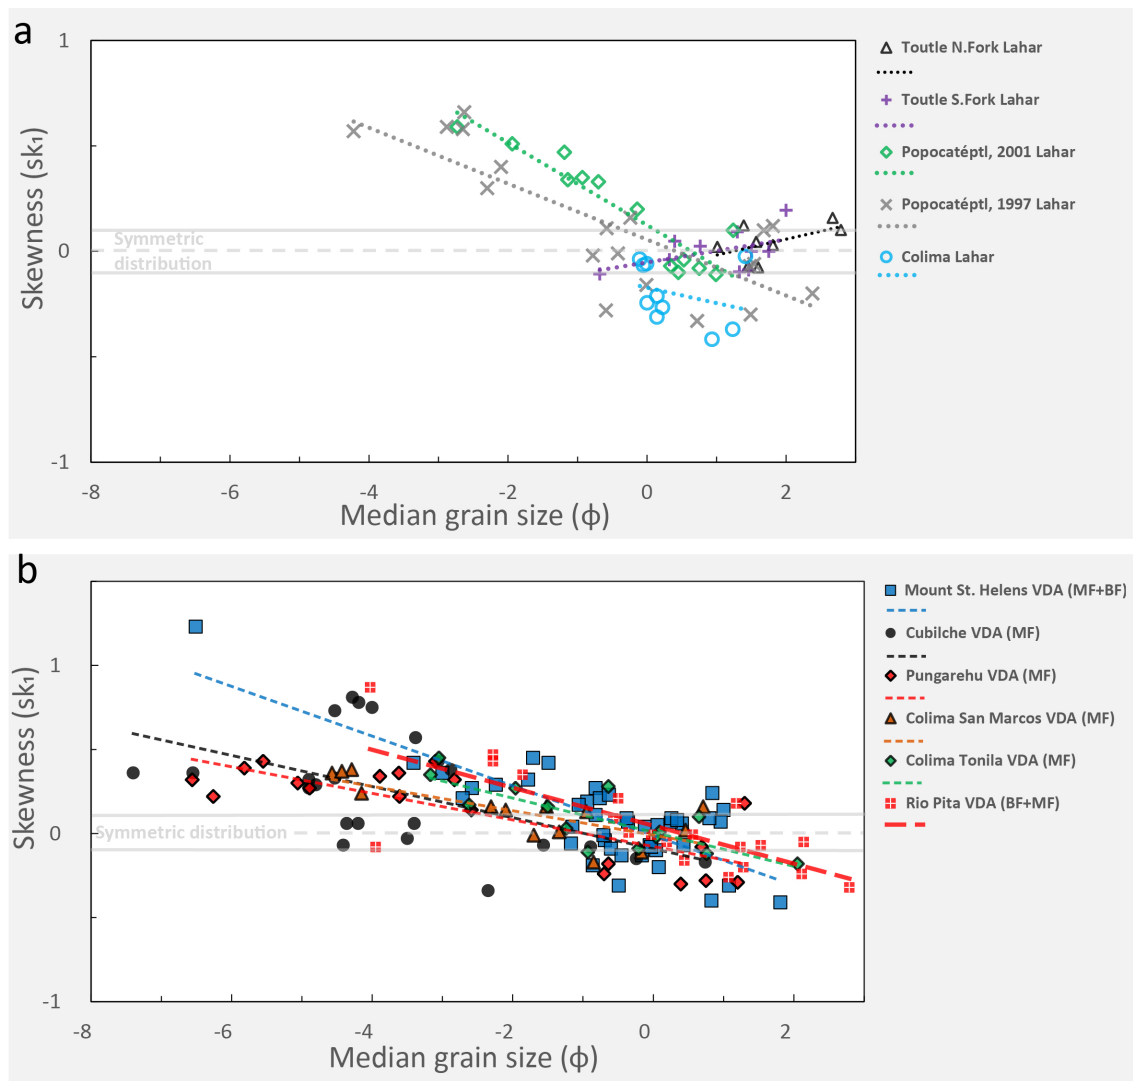 a
1
0
-1
Skewness (sk₁)
Symmetric
distribution
-8
-6
-4
-2
0
2
Median grain size (ϕ)
Toutle N.Fork Lahar
Toutle S.Fork Lahar
Popocatéptl, 2001 Lahar
Popocatéptl, 1997 Lahar
Colima Lahar
b
1
0
-1
Skewness (sk₁)
Symmetric distribution
-8
-6
-4
-2
0
2
Median grain size (ϕ)
Mount St. Helens VDA (MF+BF)
Cubilche VDA (MF)
Pungarehu VDA (MF)
Colima San Marcos VDA (MF)
Colima Tonila VDA (MF)
Rio Pita VDA (BF+MF)